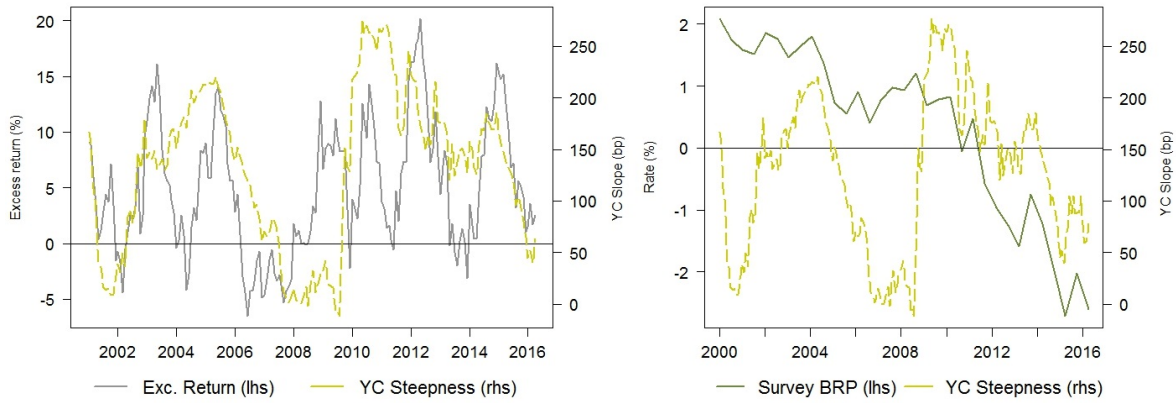 Excess return (%)
20
15
10
5
0
-5
250
200
150
100
50
0
YC Slope (bp)
2002 2004 2006 2008 2010 2012 2014 2016
Exc. Return (lhs) YC Steepness (rhs)
Rate (%)
2
1
0
-1
-2
250
200
150
100
50
0
YC Slope (bp)
2000 2004 2008 2012 2016
Survey BRP (lhs) YC Steepness (rhs)